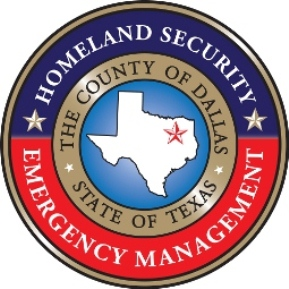 HOMELAND SECURITY
THE COUNTY OF DALLAS
STATE OF TEXAS
EMERGENCY MANAGEMENT